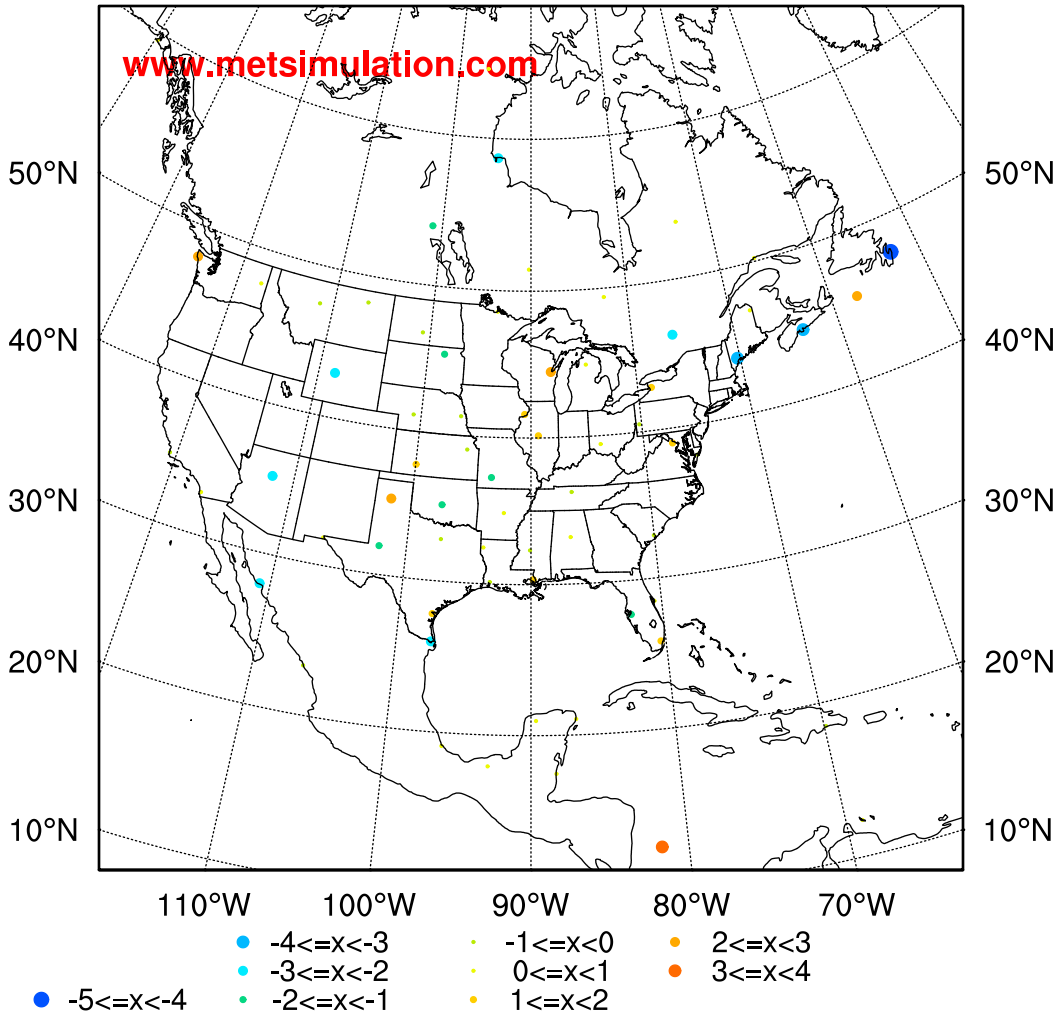 www.metsimulation.com
50°N 50°N
40°N 40°N
30°N 30°N
20°N 20°N
10°N 10°N
110°W 100°W 90°W 80°W 70°W
-4<=x<-3 -1<=x<0 2<=x<3
-3<=x<-2 0<=x<1 3<=x<4
-5<=x<-4 -2<=x<-1 1<=x<2